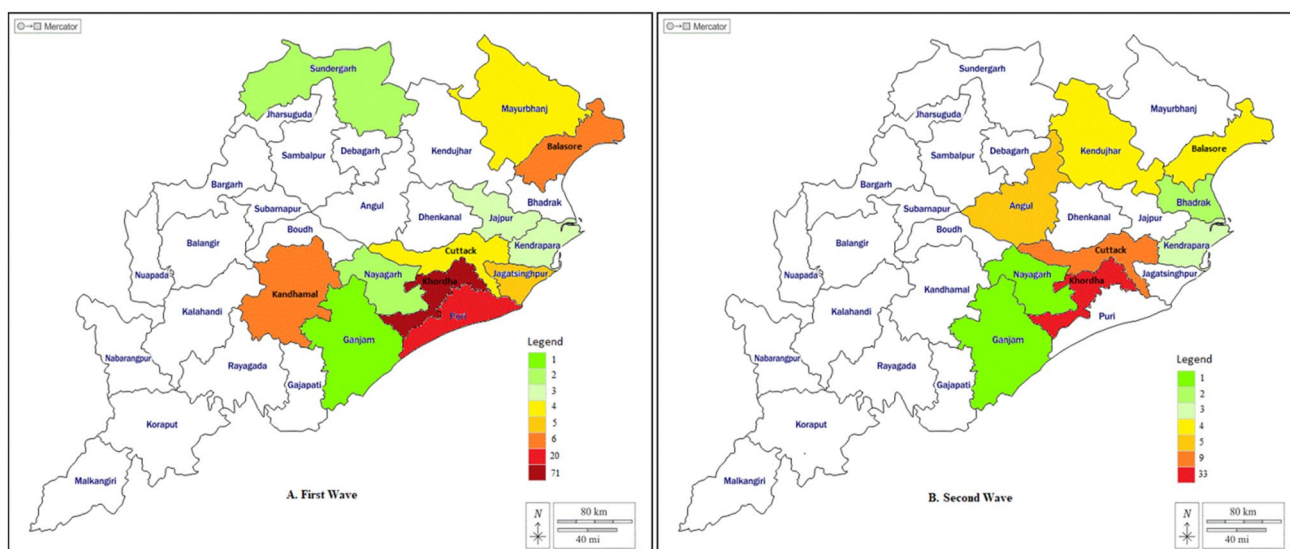 Mercator
Sundergarh
Jharsuguda
Mayurbhanj
Balasore
Sambalpur
Debagarh
Kendujhar
Bargarh
Bhadrak
Subarnapur
Angul
Dhenkanal
Jajpur
Balangir
Boudh
Kendrapara
Cuttack
Nuapada
Nayagarh
Jagatsinghpur
Khordha
Kandhamal
Puri
Kalahandi
Ganjam
Nabarangpur
Rayagada
Gajapati
Koraput
Malkangiri
Legend
1
2
3
4
5
6
20
71
A. First Wave
N
80 km
40 mi
Mercator
Sundergarh
Jharsuguda
Mayurbhanj
Balasore
Sambalpur
Debagarh
Kendujhar
Bargarh
Bhadrak
Subarnapur
Angul
Dhenkanal
Jajpur
Balangir
Boudh
Kendrapara
Cuttack
Nuapada
Nayagarh
Jagatsinghpur
Khordha
Kandhamal
Puri
Kalahandi
Ganjam
Nabarangpur
Rayagada
Gajapati
Koraput
Malkangiri
Legend
1
2
3
4
5
9
33
B. Second Wave
N
80 km
40 mi